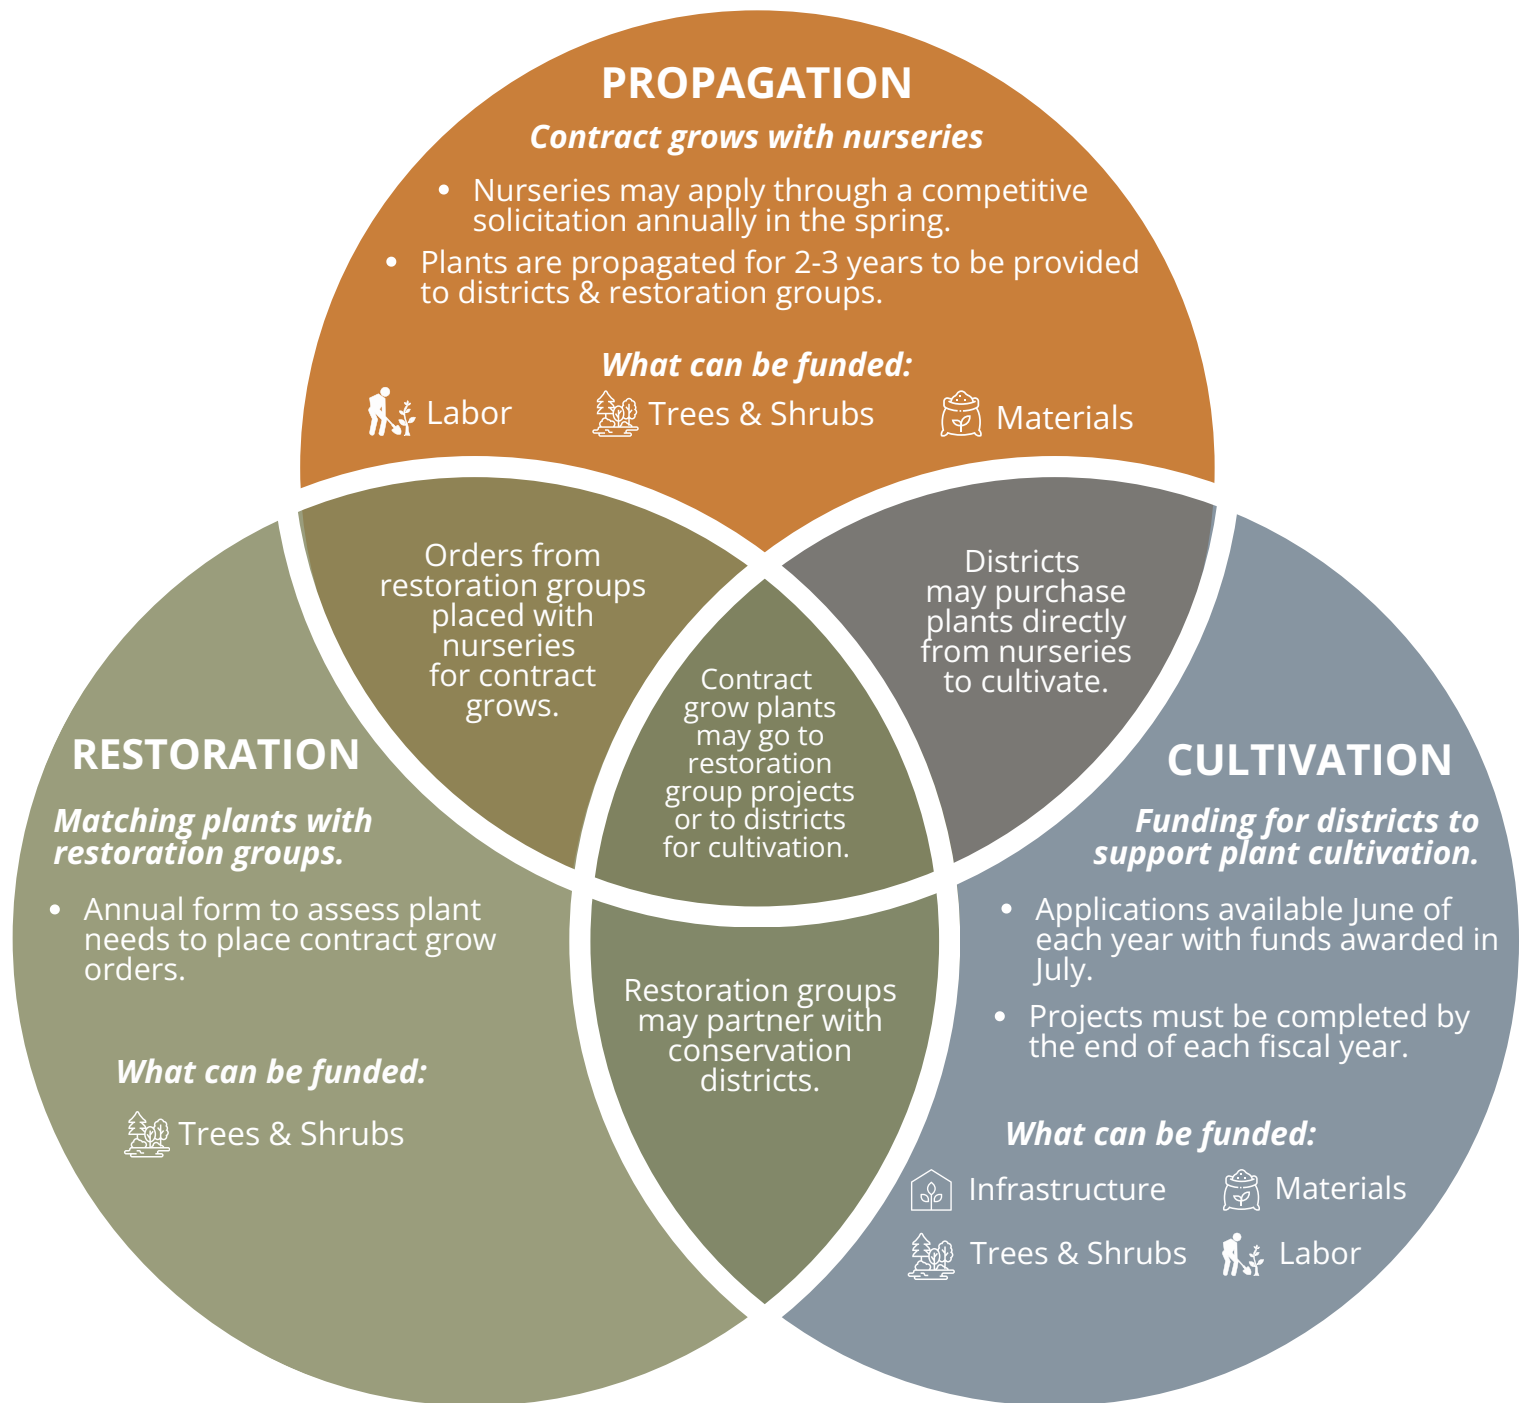 PROPAGATION
Contract grows with nurseries
• Nurseries may apply through a competitive
solicitation annually in the spring.
• Plants are propagated for 2-3 years to be provided
to districts & restoration groups.
What can be funded:
Labor
Trees & Shrubs
Materials
Orders from
restoration groups
placed with
nurseries
for contract
grows.
Districts
may purchase
plants directly
from nurseries
to cultivate.
Contract
grow plants
may go to
restoration
group projects
or to districts
for cultivation.
RESTORATION
Matching plants with
restoration groups.
• Annual form to assess plant
needs to place contract grow
orders.
What can be funded:
Trees & Shrubs
Restoration groups
may partner with
conservation
districts.
CULTIVATION
Funding for districts to
support plant cultivation.
• Applications available June of
each year with funds awarded in
July.
• Projects must be completed by
the end of each fiscal year.
What can be funded:
Infrastructure
Materials
Trees & Shrubs
Labor